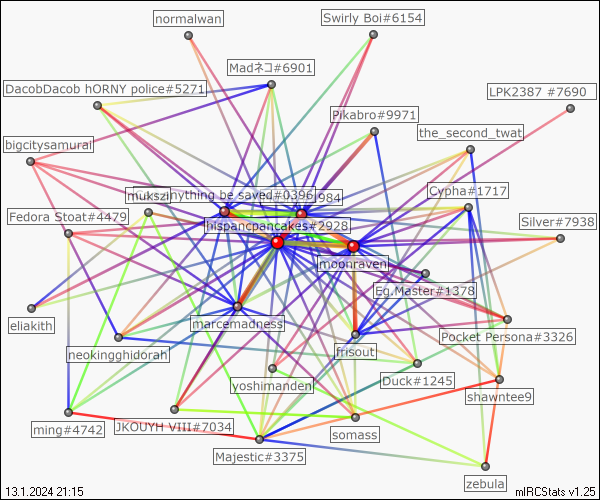 normalwan
Swirly Boi#6154
Madネコ#6901
DacobDacob hORNY police#5271
LPK2387 #7690
Pikabro#9971
the_second_twat
bigcitysamurai
Cypha#1717
mukszi
nything be saved#0396
984
Fedora Stoat#4479
hispancpancakes#2928
Silver#7938
moonraven
Eg.Master#1378
eliakith
marcemadness
Pocket Persona#3326
neokingghidorah
frisout
yoshimanden
Duck#1245
shawntee9
ming#4742
JKOUYH VIII#7034
somass
Majestic#3375
zebula
13.1.2024 21:15
mIRCStats v1.25